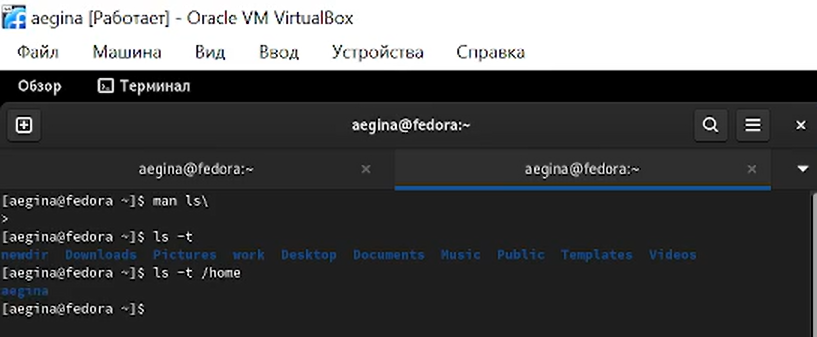 aegina [Работает] - Oracle VM VirtualBox
Файл Машина Вид Ввод Устройства Справка
Обзор Терминал
aegina@fedora:~
aegina@fedora:~ × aegina@fedora:~ ×
[aegina@fedora ~]$ man ls\
>
[aegina@fedora ~]$ ls -t
newdir Downloads Pictures work Desktop Documents Music Public Templates Videos
[aegina@fedora ~]$ ls -t /home
aegina
[aegina@fedora ~]$